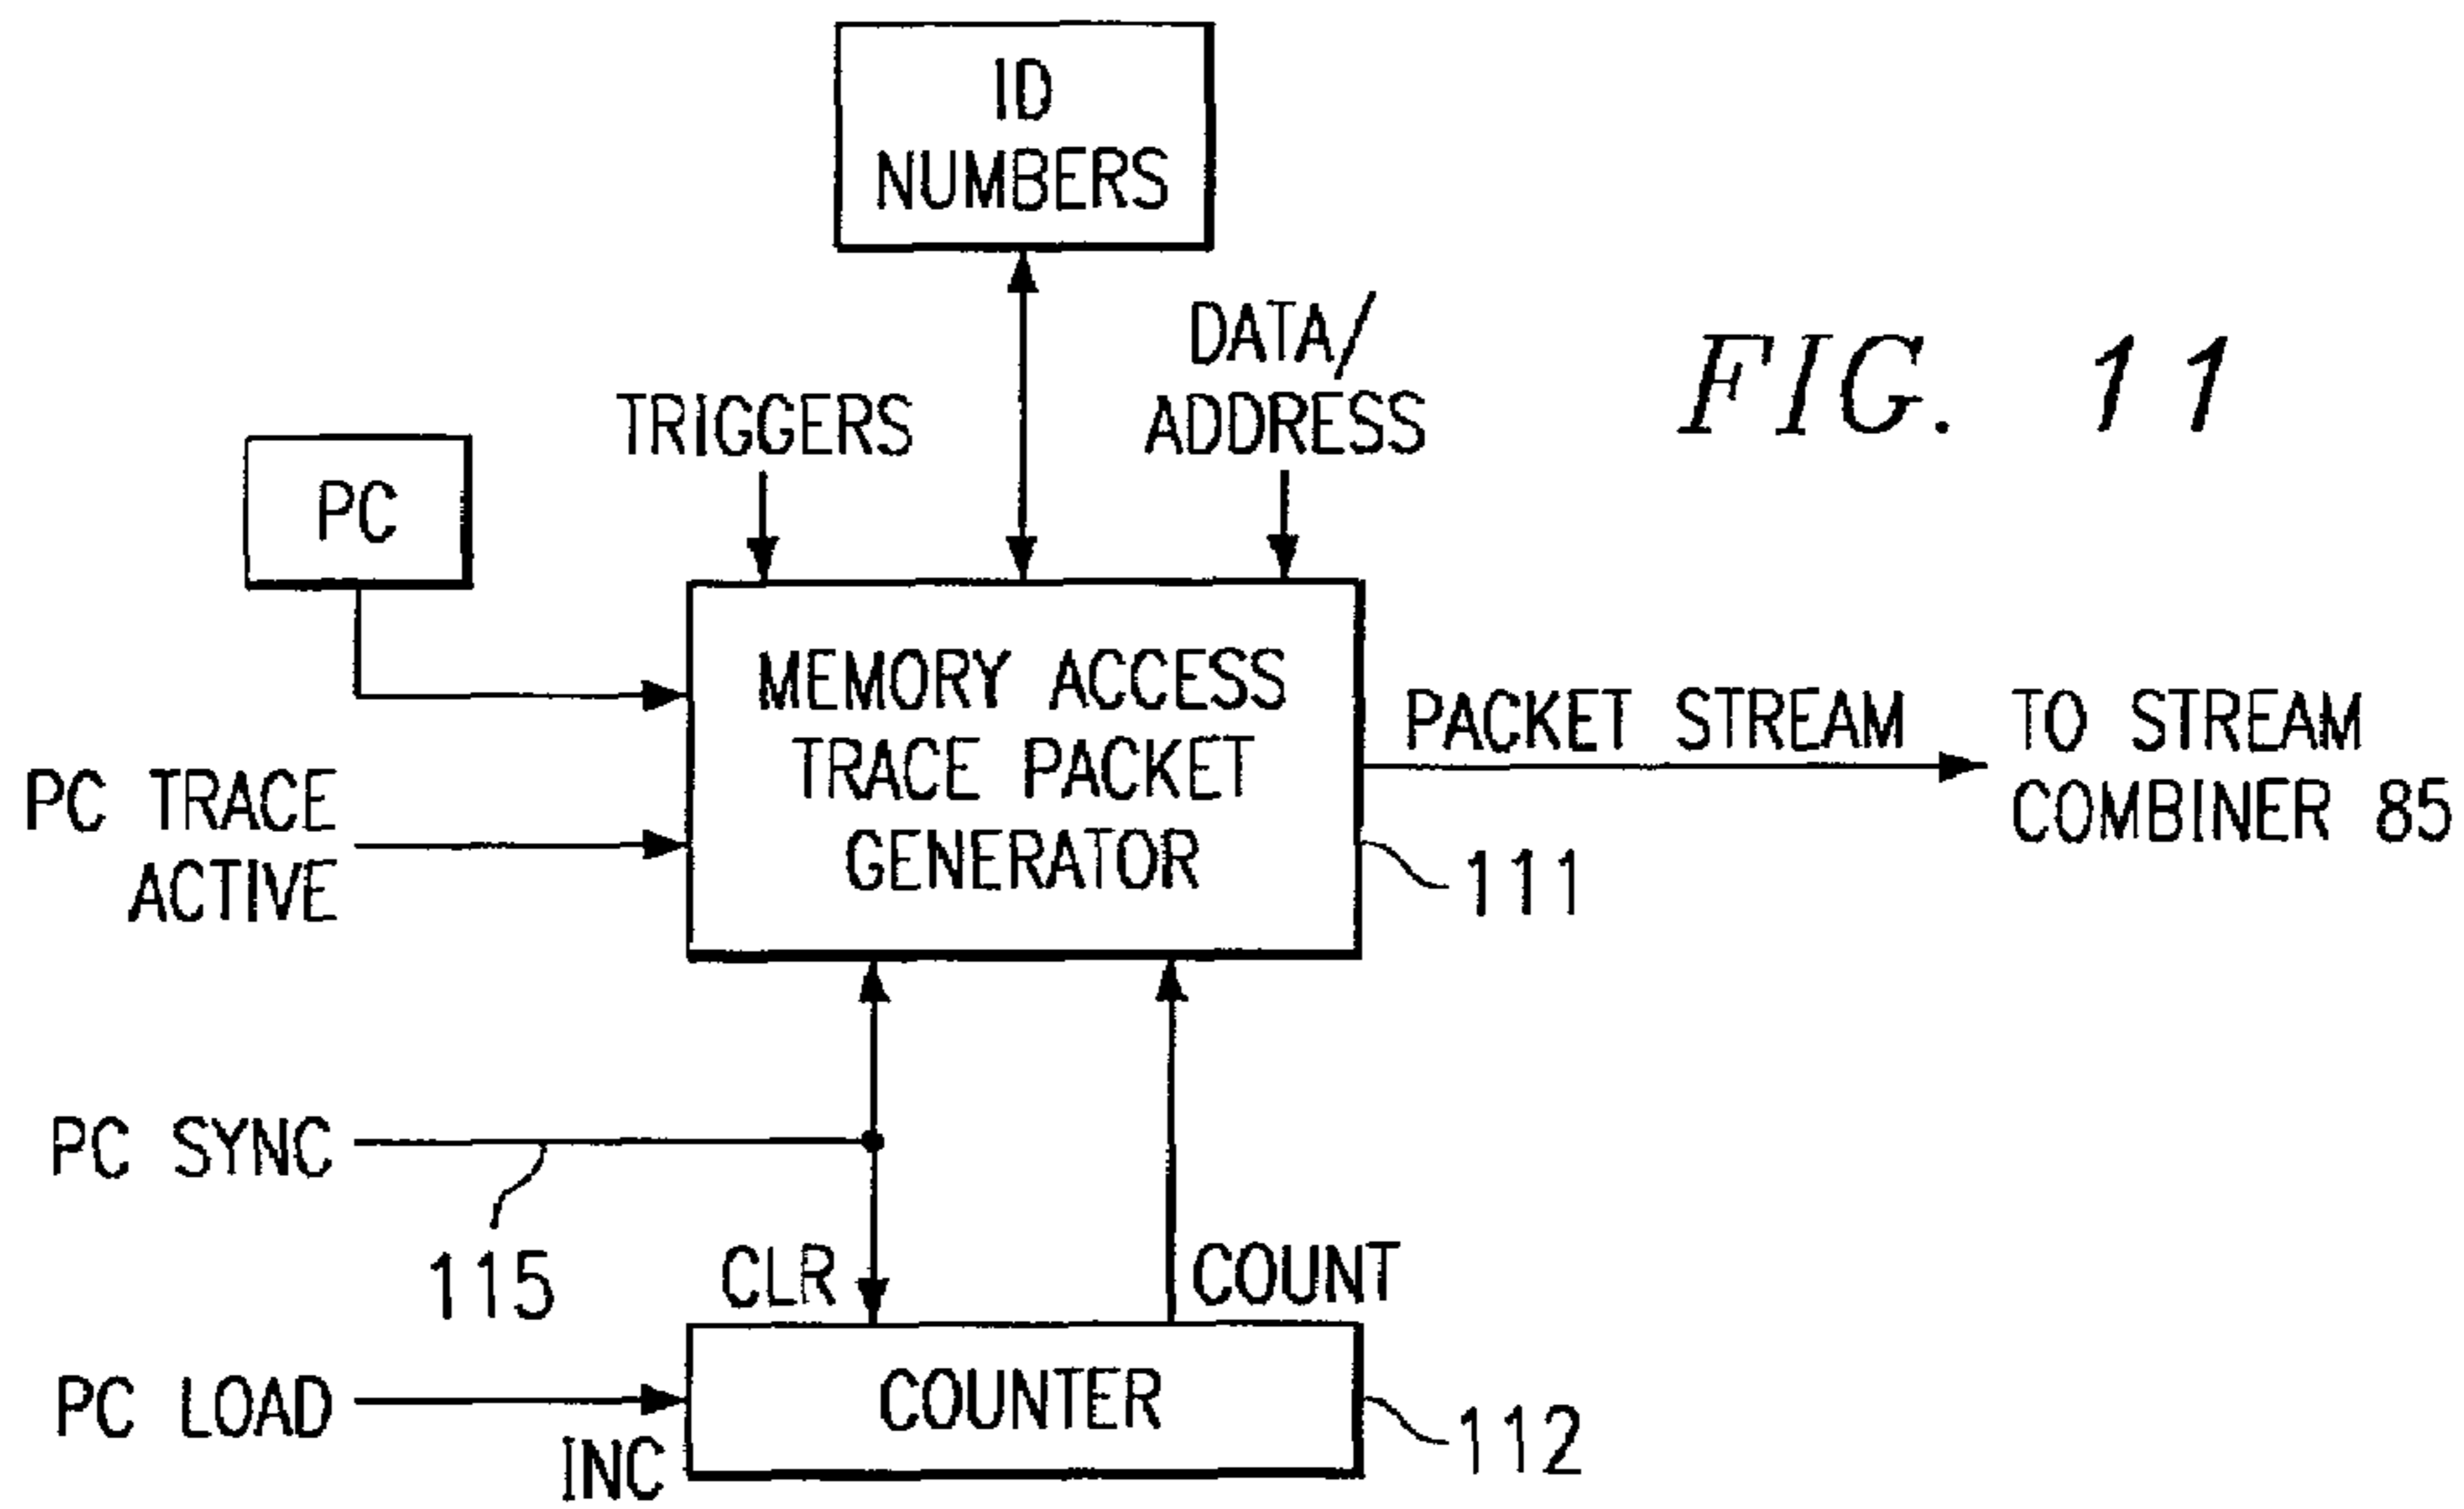 ID
NUMBERS
DATA/
ADDRESS
TRIGGERS
FIG. 11
PC
MEMORY ACCESS
TRACE PACKET
GENERATOR
PACKET STREAM
TO STREAM
COMBINER 85
PC TRACE
ACTIVE
111
PC SYNC
115
CLR
COUNT
PC LOAD
INC
COUNTER
112